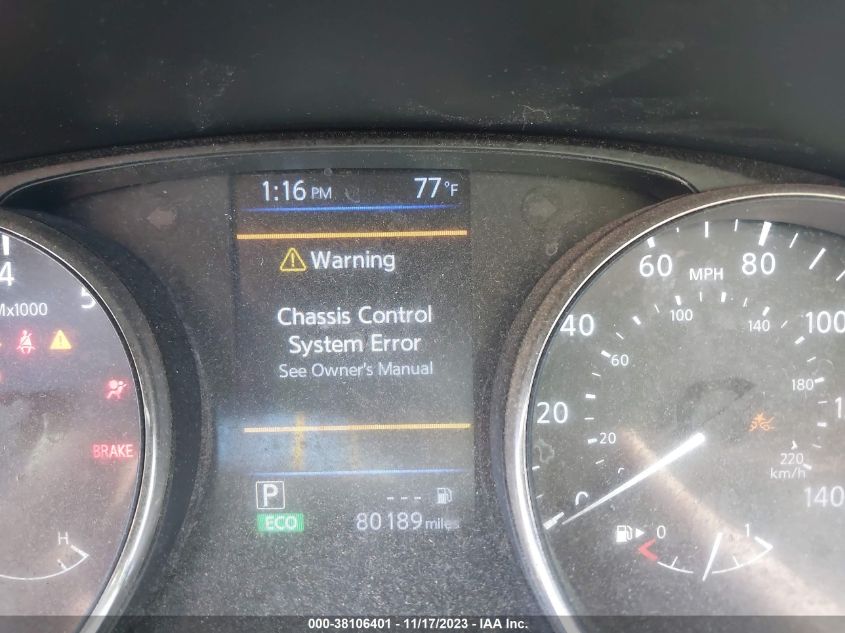 1:16 PM 77°F
Warning
Chassis Control
System Error
See Owner's Manual
P - - -
ECO 80189 miles
4
5
x1000
BRAKE
H
0 20 40 60 80 100 140
MPH
20 60 100 140 180 220
km/h
0 1
000-38106401 - 11/17/2023 - IAA Inc.